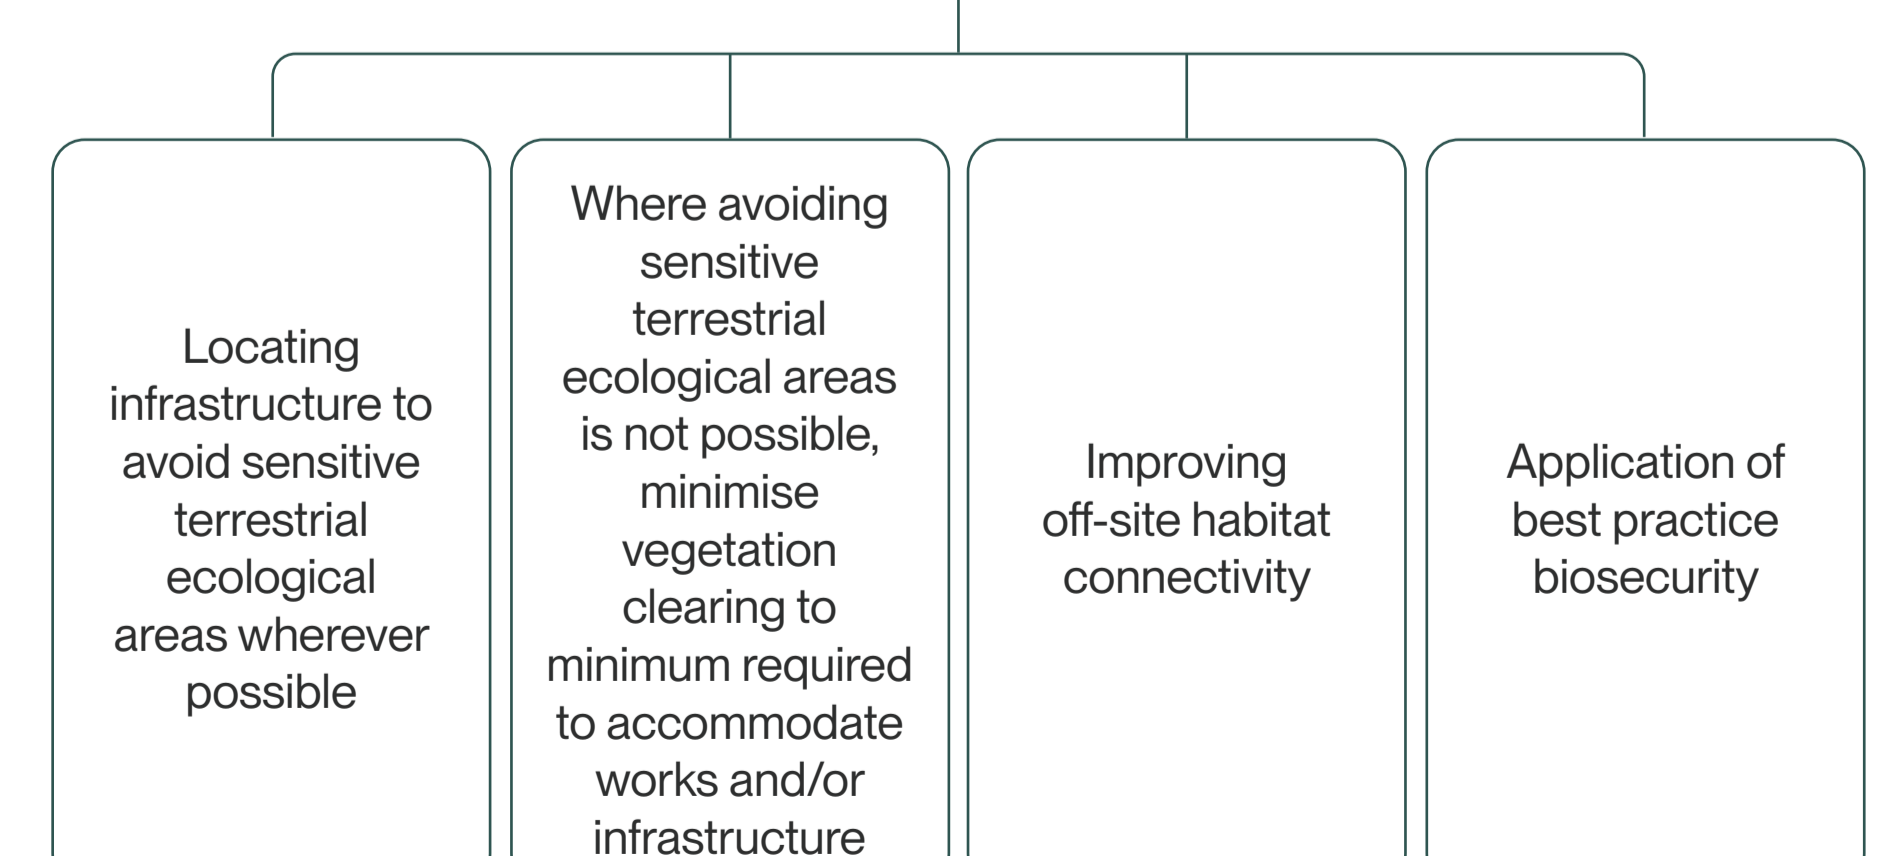 Locating
infrastructure to
avoid sensitive
terrestrial
ecological
areas wherever
possible
Where avoiding
sensitive
terrestrial
ecological areas
is not possible,
minimise
vegetation
clearing to
minimum required
to accommodate
works and/or
infrastructure
Improving
off-site habitat
connectivity
Application of
best practice
biosecurity